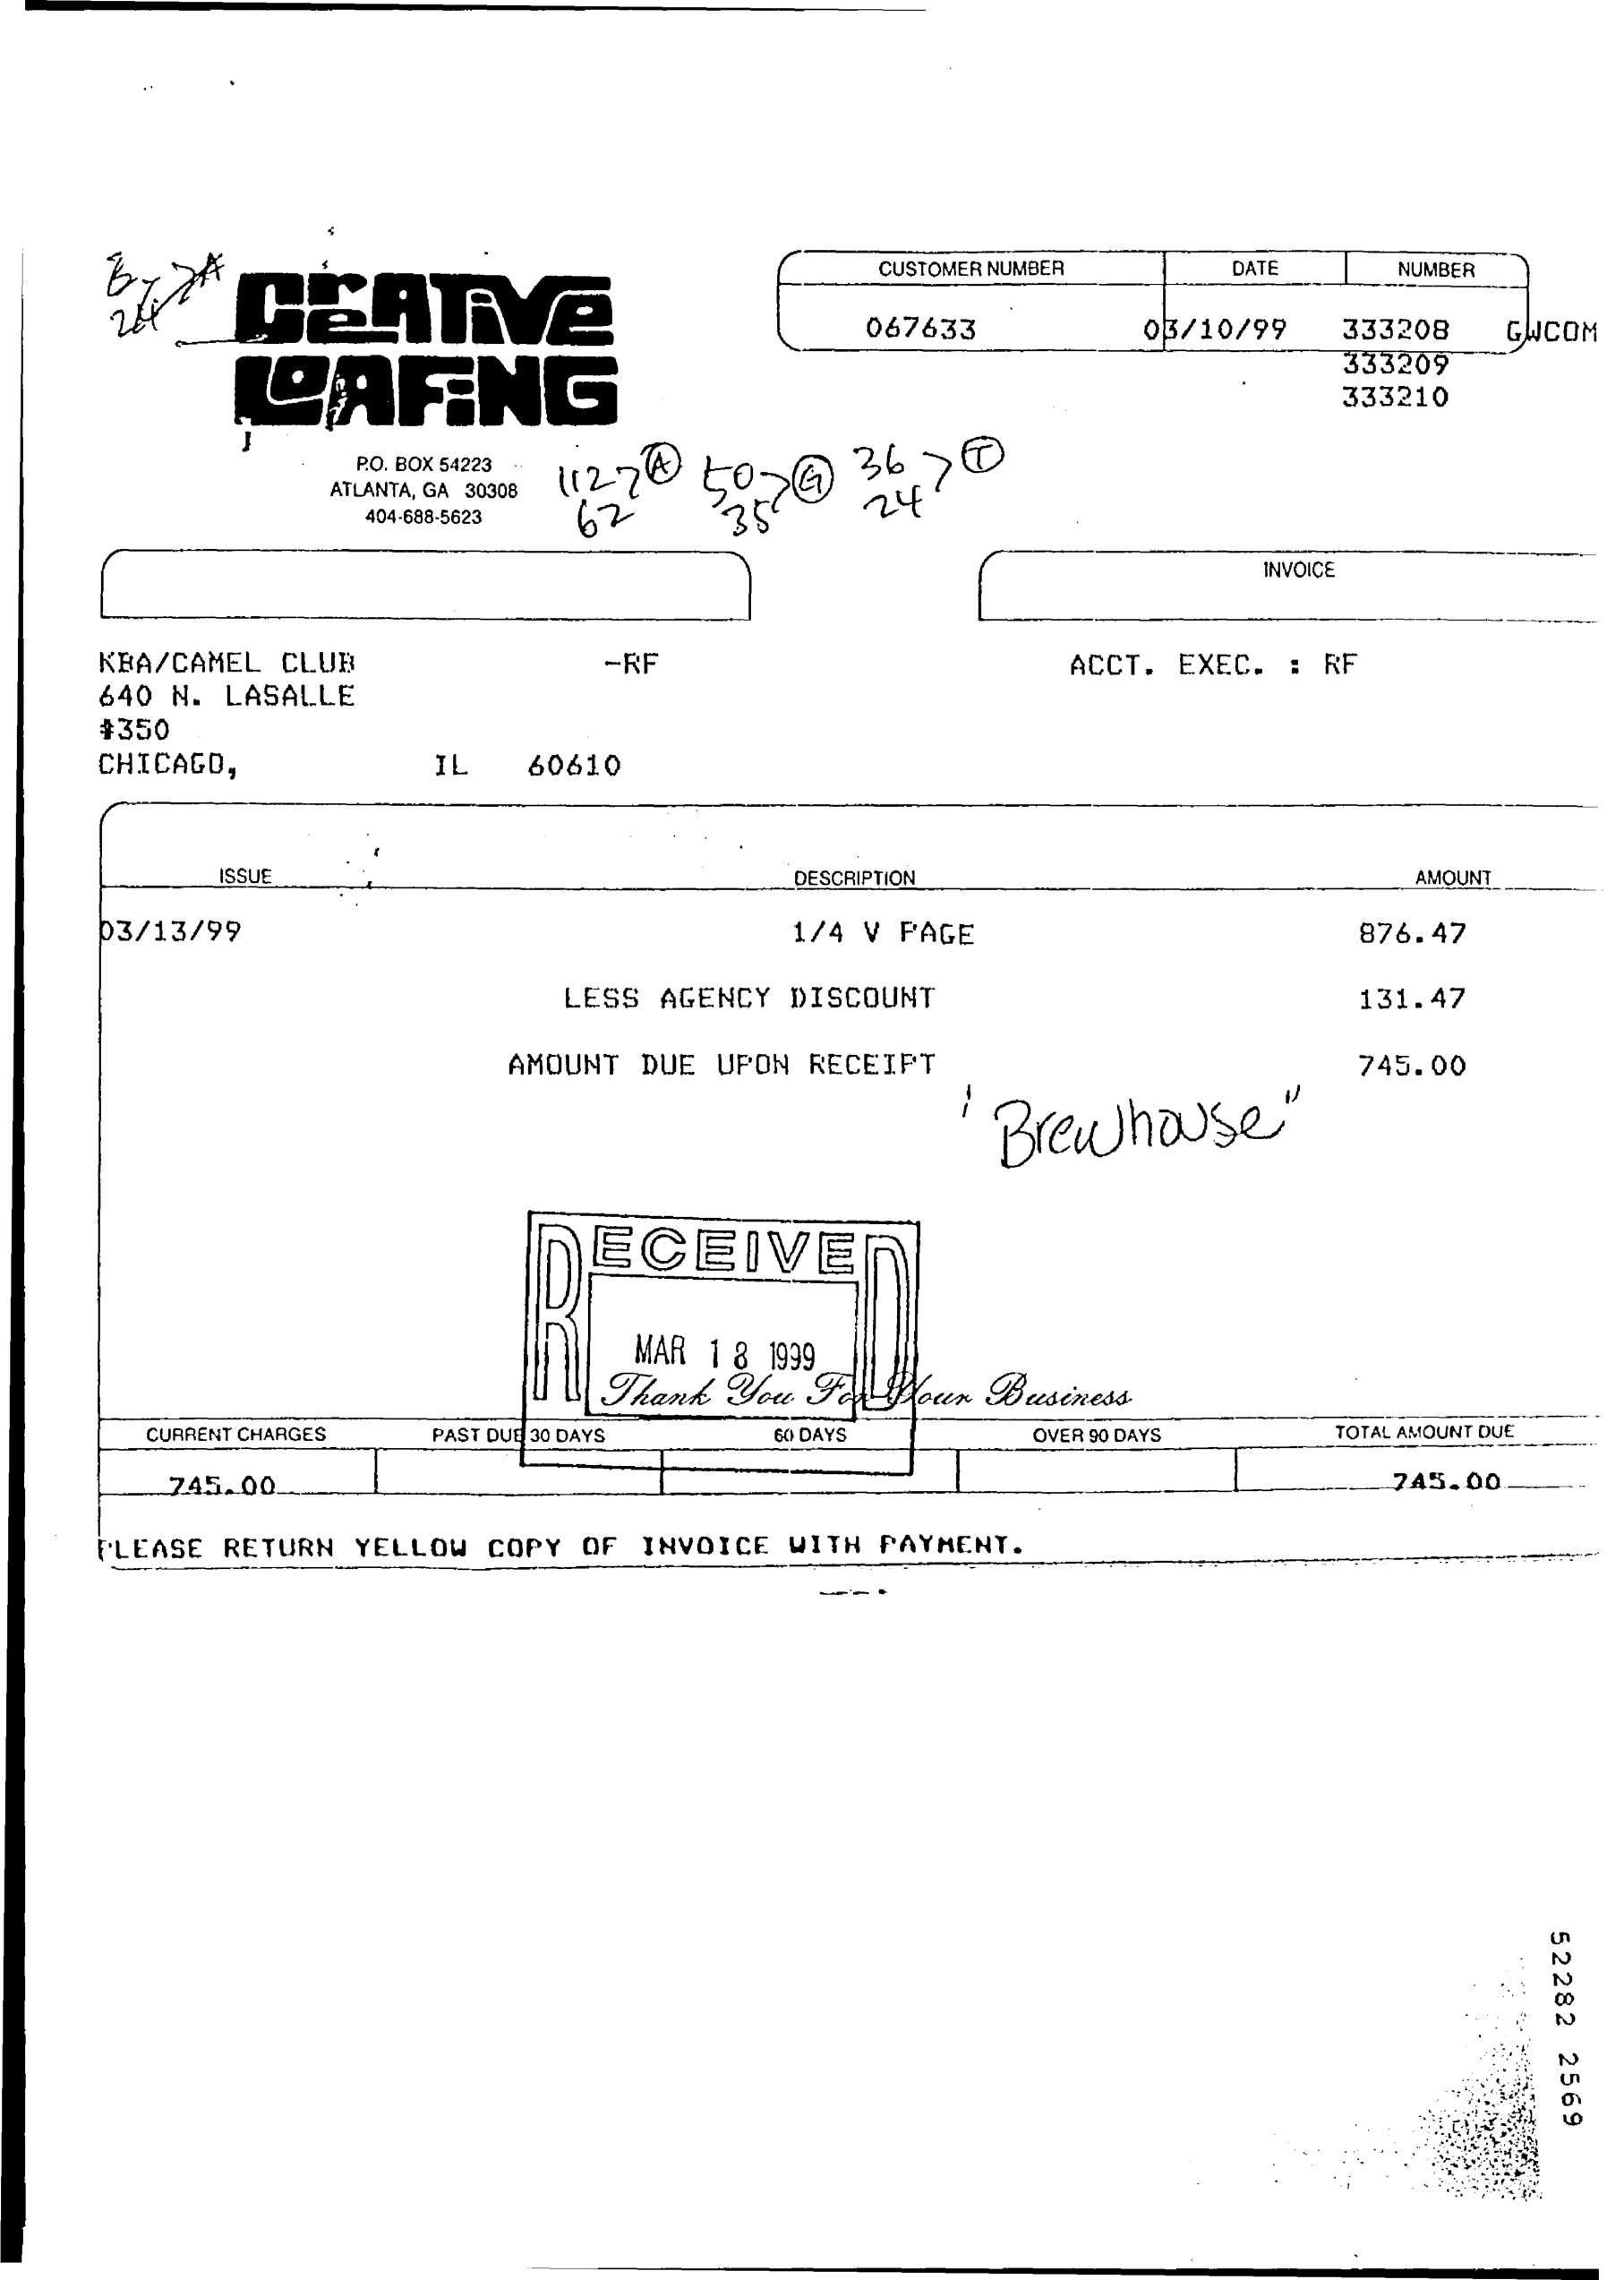 CREATIVE
LOAFING
P.O. BOX 54223
ATLANTA, GA 30308
404-688-5623
CUSTOMER NUMBER DATE NUMBER
067633 03/10/99 333208 GWCOM
333209
333210
112 > A 50 > G 36 > T
62 35 24
INVOICE
KBA/CAMEL CLUB -RF ACCT. EXEC. : RF
640 N. LASALLE
#350
CHICAGO, IL 60610
ISSUE DESCRIPTION AMOUNT
03/13/99 1/4 V PAGE 876.47
LESS AGENCY DISCOUNT 131.47
AMOUNT DUE UPON RECEIPT 745.00
"Brewhouse"
RECEIVED
MAR 18 1999
Thank You For Your Business
CURRENT CHARGES PAST DUE 30 DAYS 60 DAYS OVER 90 DAYS TOTAL AMOUNT DUE
745.00 745.00
PLEASE RETURN YELLOW COPY OF INVOICE WITH PAYMENT.
52282 2569